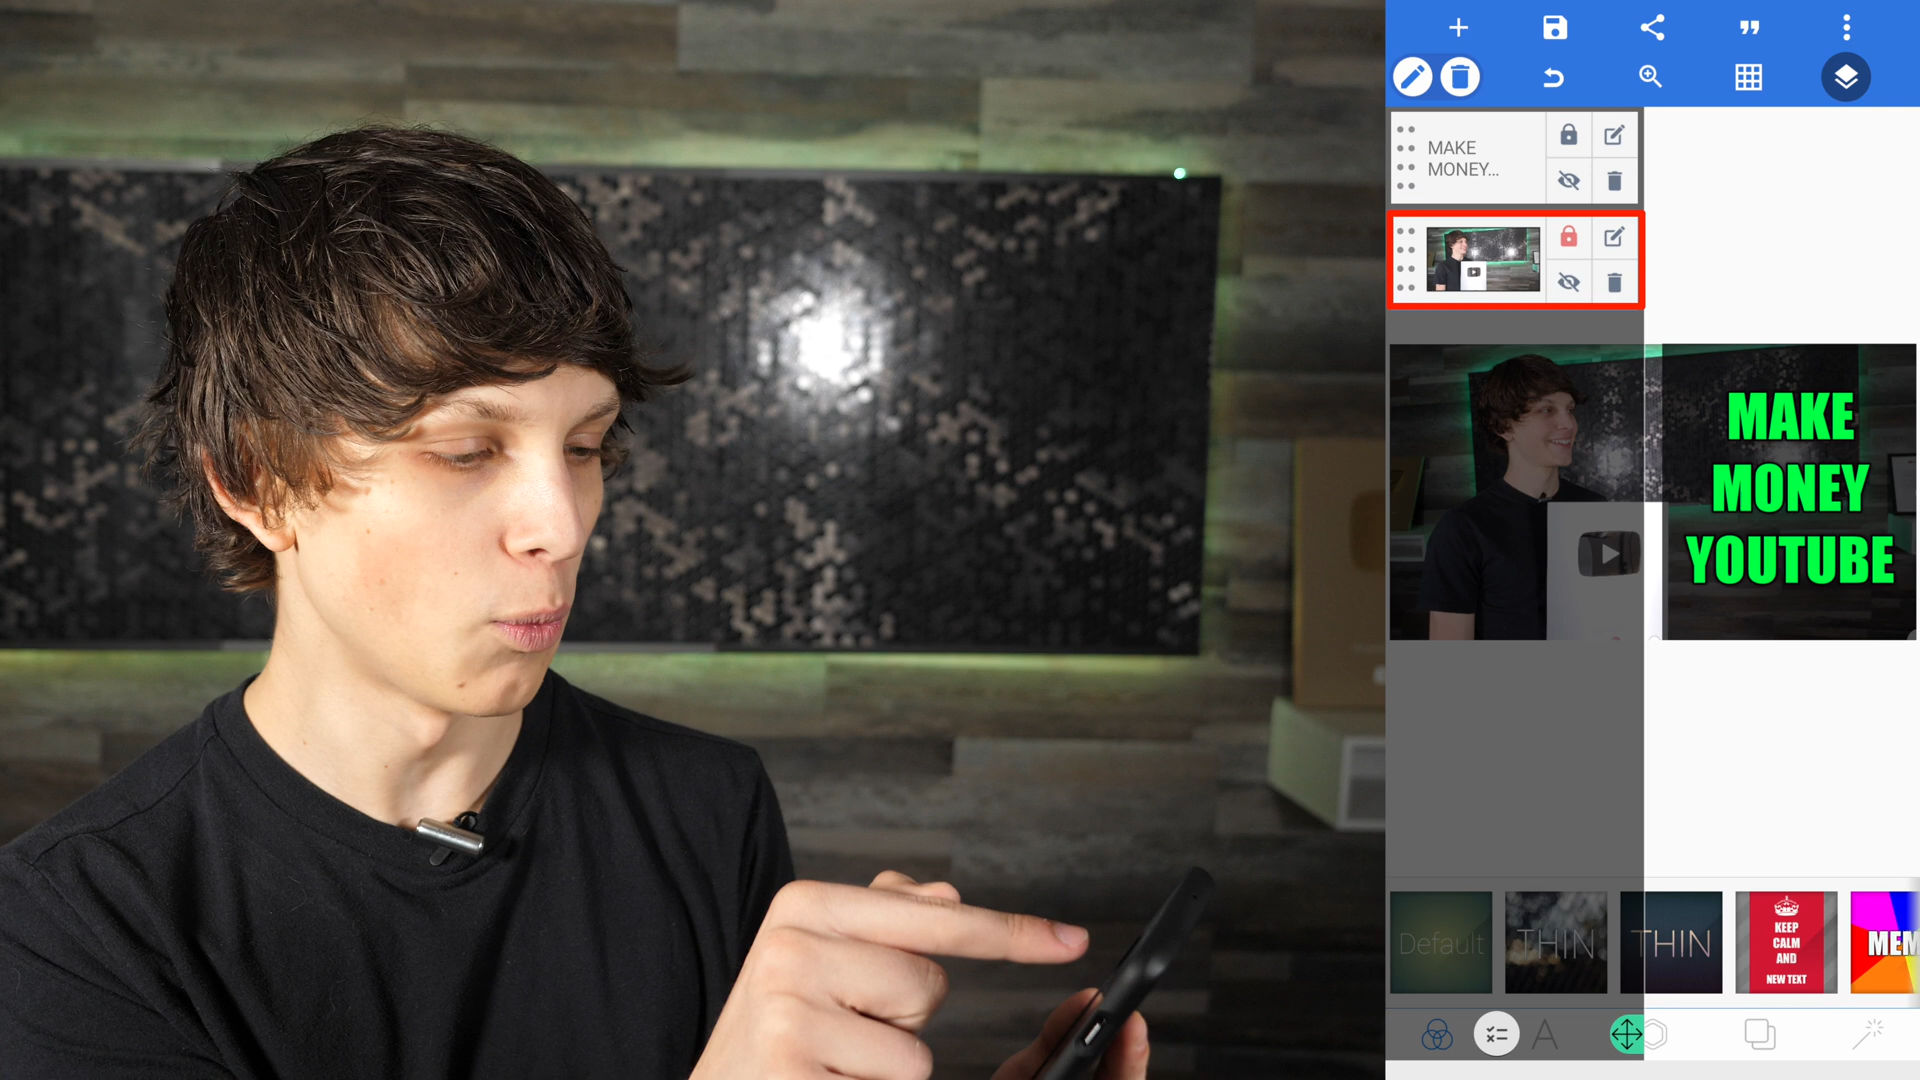 MAKE
MONEY...
MAKE
MONEY
YOUTUBE
Default
THIN
THIN
KEEP
CALM
AND
NEW TEXT
MEM
A